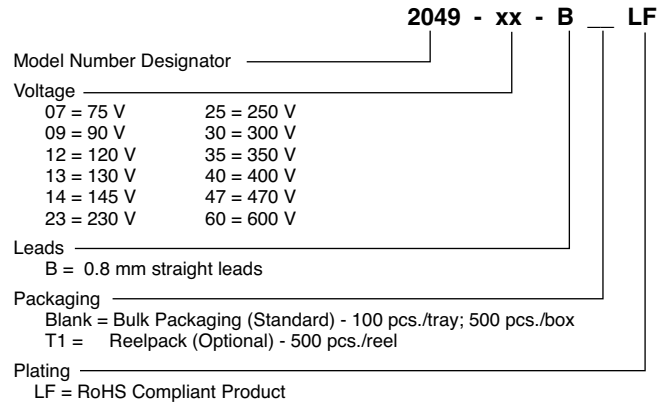 2049 - xx - B __ LF
Model Number Designator
Voltage
07 = 75 V 25 = 250 V
09 = 90 V 30 = 300 V
12 = 120 V 35 = 350 V
13 = 130 V 40 = 400 V
14 = 145 V 47 = 470 V
23 = 230 V 60 = 600 V
Leads
B = 0.8 mm straight leads
Packaging
Blank = Bulk Packaging (Standard) - 100 pcs./tray; 500 pcs./box
T1 = Reelpack (Optional) - 500 pcs./reel
Plating
LF = RoHS Compliant Product